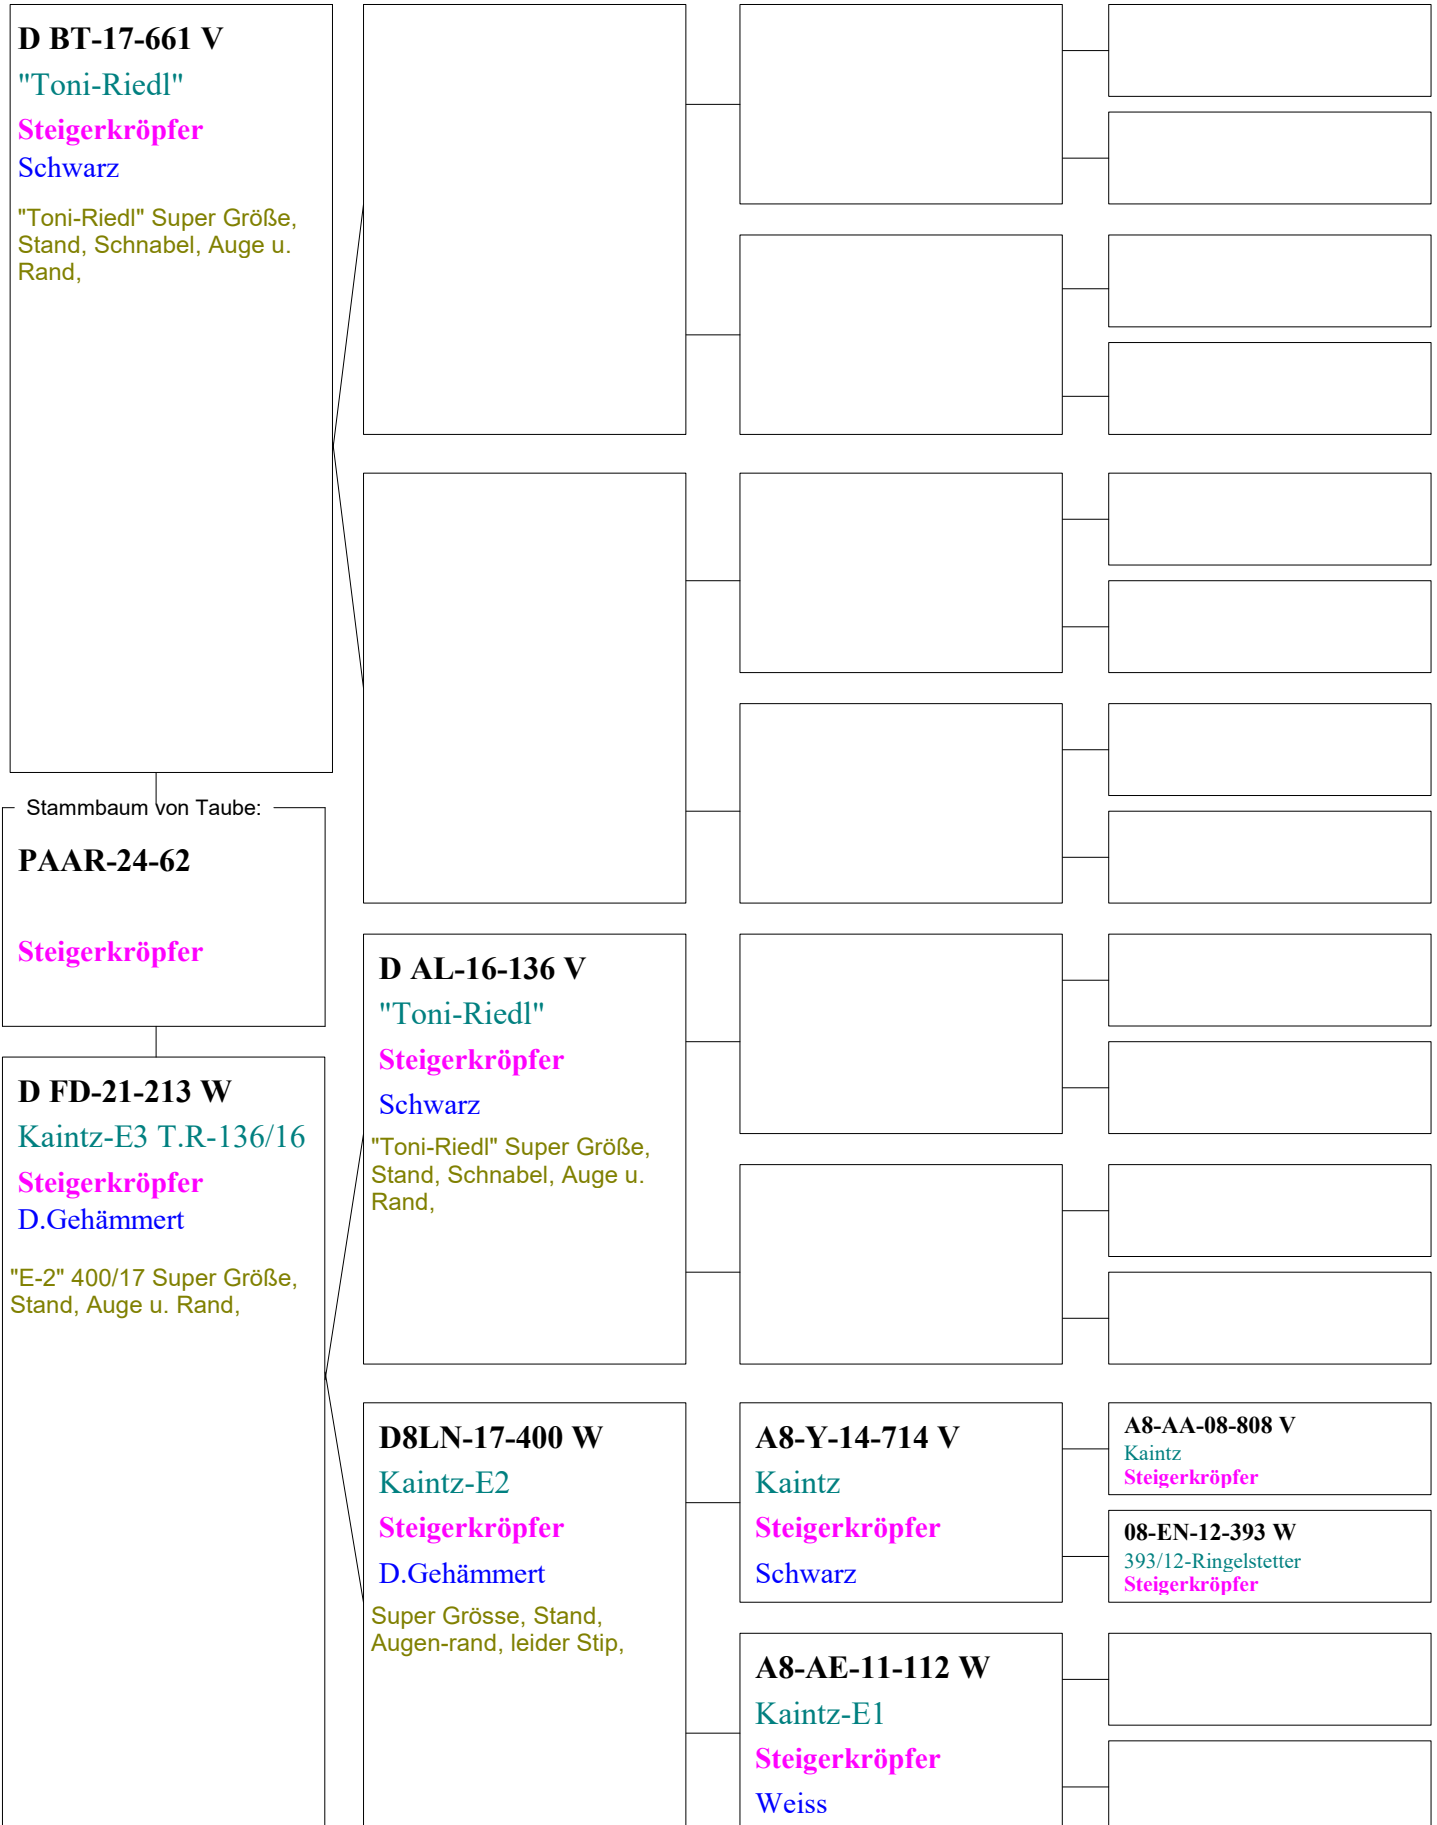 D BT-17-661 V
"Toni-Riedl"
Steigerkröpfer
Schwarz
"Toni-Riedl" Super Größe,
Stand, Schnabel, Auge u.
Rand,
Stammbaum von Taube:
PAAR-24-62
Steigerkröpfer
D FD-21-213 W
Kaintz-E3 T.R-136/16
Steigerkröpfer
D.Gehämmert
"E-2" 400/17 Super Größe,
Stand, Auge u. Rand,
D AL-16-136 V
"Toni-Riedl"
Steigerkröpfer
Schwarz
"Toni-Riedl" Super Größe,
Stand, Schnabel, Auge u.
Rand,
D8LN-17-400 W
Kaintz-E2
Steigerkröpfer
D.Gehämmert
Super Grösse, Stand,
Augen-rand, leider Stip,
A8-Y-14-714 V
Kaintz
Steigerkröpfer
Schwarz
A8-AE-11-112 W
Kaintz-E1
Steigerkröpfer
Weiss
A8-AA-08-808 V
Kaintz
Steigerkröpfer
08-EN-12-393 W
393/12-Ringelstetter
Steigerkröpfer